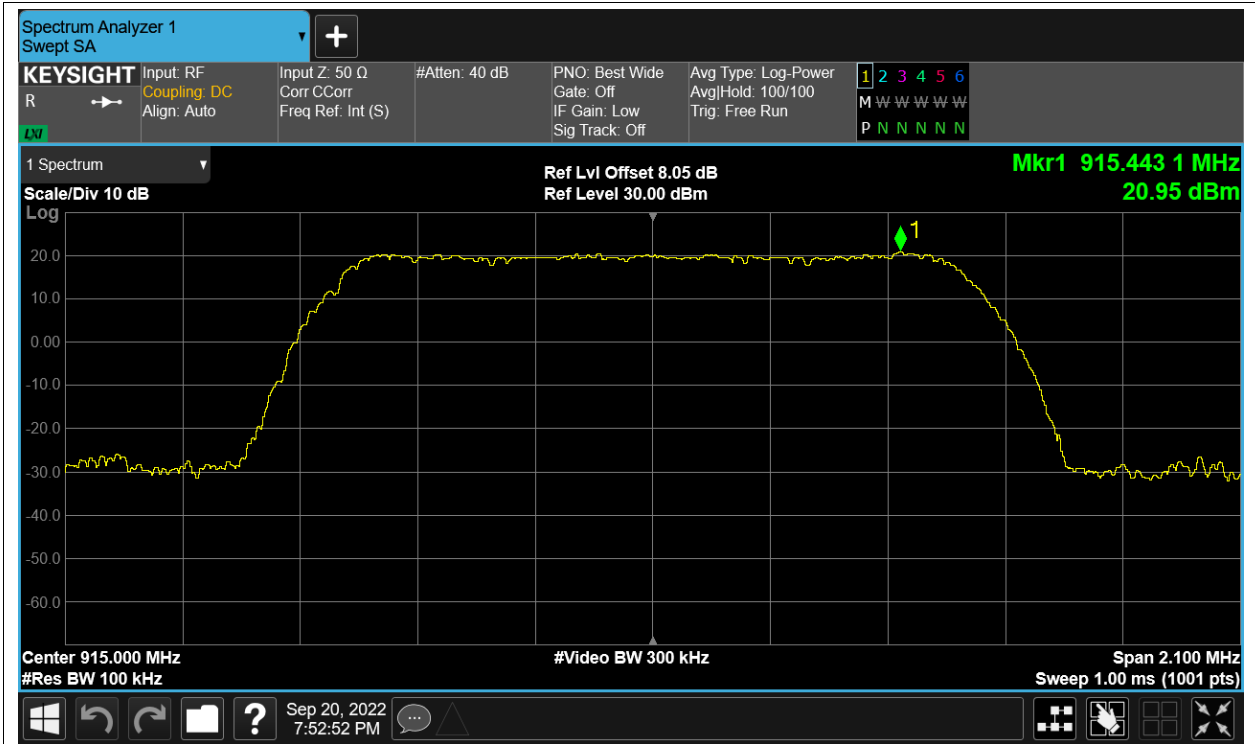 Spectrum Analyzer 1
Swept SA
KEYSIGHT
R
LXI
Input: RF
Coupling: DC
Align: Auto
Input Z: 50 Ω
Corr CCorr
Freq Ref: Int (S)
#Atten: 40 dB
PNO: Best Wide
Gate: Off
IF Gain: Low
Sig Track: Off
Avg Type: Log-Power
Avg|Hold: 100/100
Trig: Free Run
1 2 3 4 5 6
M W W W W W
P N N N N N
1 Spectrum
Scale/Div 10 dB
Log
Ref Lvl Offset 8.05 dB
Ref Level 30.00 dBm
Mkr1 915.443 1 MHz
20.95 dBm
1
20.0
10.0
0.00
-10.0
-20.0
-30.0
-40.0
-50.0
-60.0
Center 915.000 MHz
#Video BW 300 kHz
Span 2.100 MHz
#Res BW 100 kHz
Sweep 1.00 ms (1001 pts)
?
Sep 20, 2022
7:52:52 PM